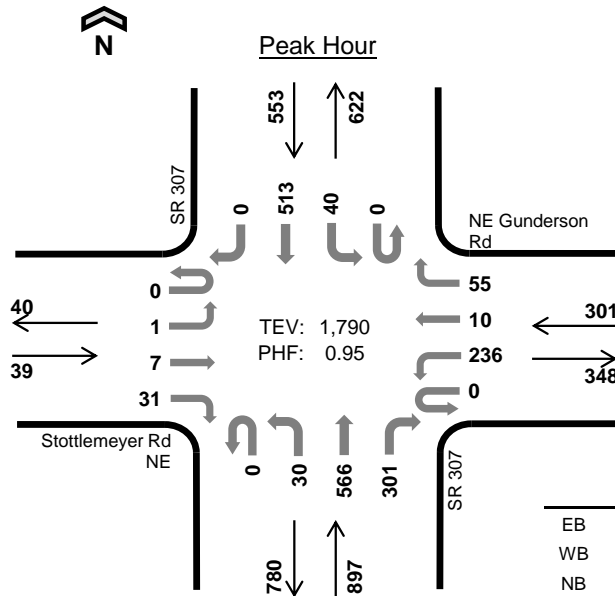 N
Peak Hour
553
622
SR 307
0
513
40
0
NE Gunderson
Rd
0
55
40
1
TEV: 1,790
10
301
39
7
PHF: 0.95
236
348
31
0
Stottlemeyer Rd
NE
0
30
566
301
SR 307
780
897
EB
WB
NB